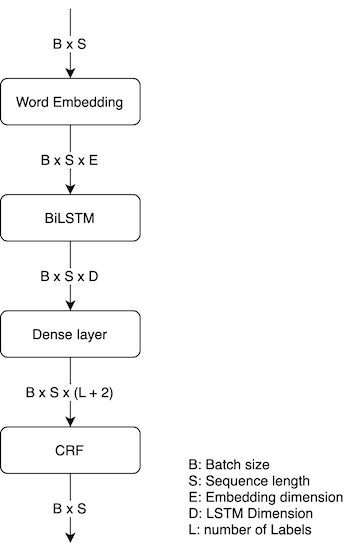 B x S
Word Embedding
B x S x E
BiLSTM
B x S x D
Dense layer
B x S x (L + 2)
CRF
B x S
B: Batch size
S: Sequence length
E: Embedding dimension
D: LSTM Dimension
L: number of Labels